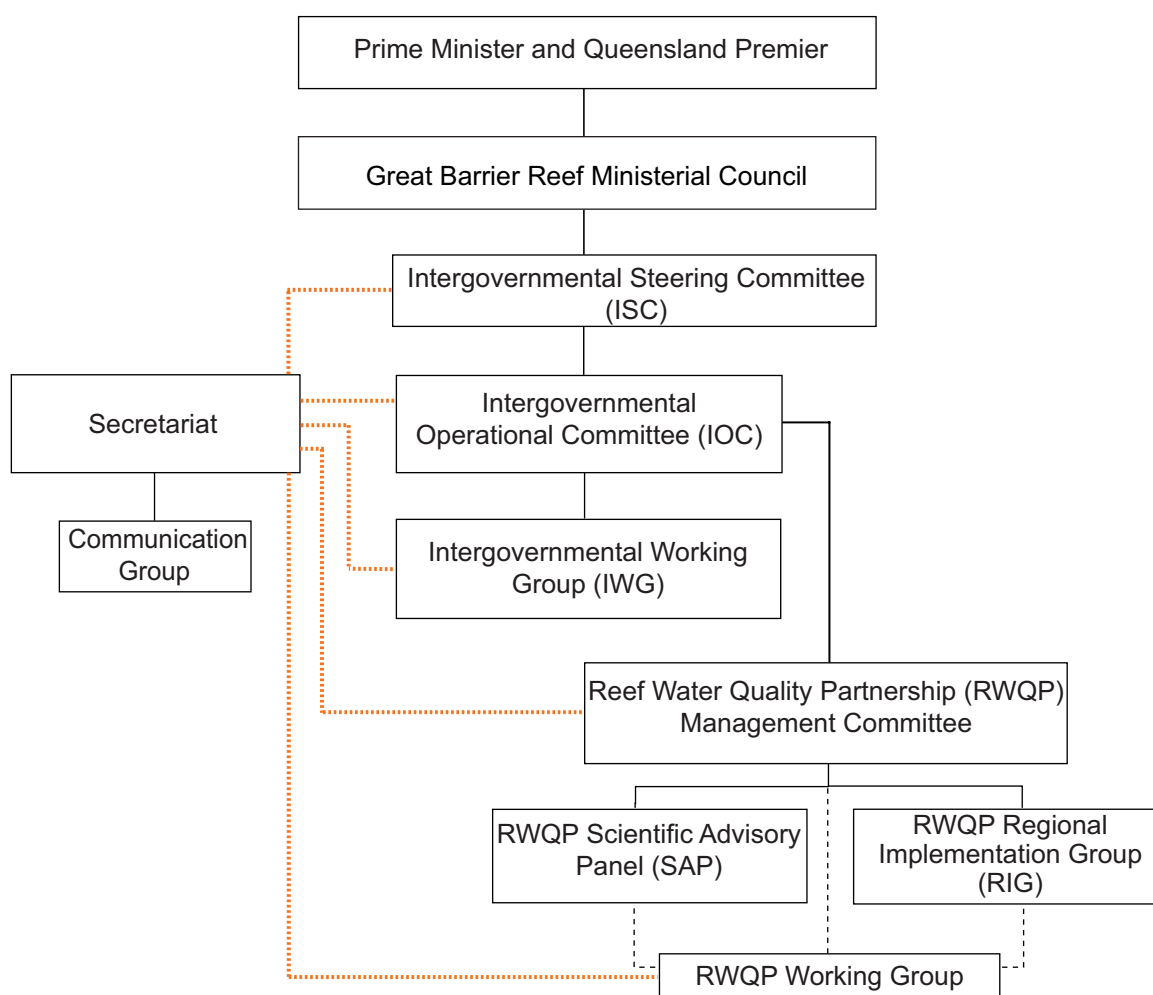 Prime Minister and Queensland Premier
Great Barrier Reef Ministerial Council
Intergovernmental Steering Committee
(ISC)
Secretariat
Intergovernmental
Operational Committee (IOC)
Communication
Group
Intergovernmental Working
Group (IWG)
Reef Water Quality Partnership (RWQP)
Management Committee
RWQP Scientific Advisory
Panel (SAP)
RWQP Regional
Implementation Group
(RIG)
RWQP Working Group